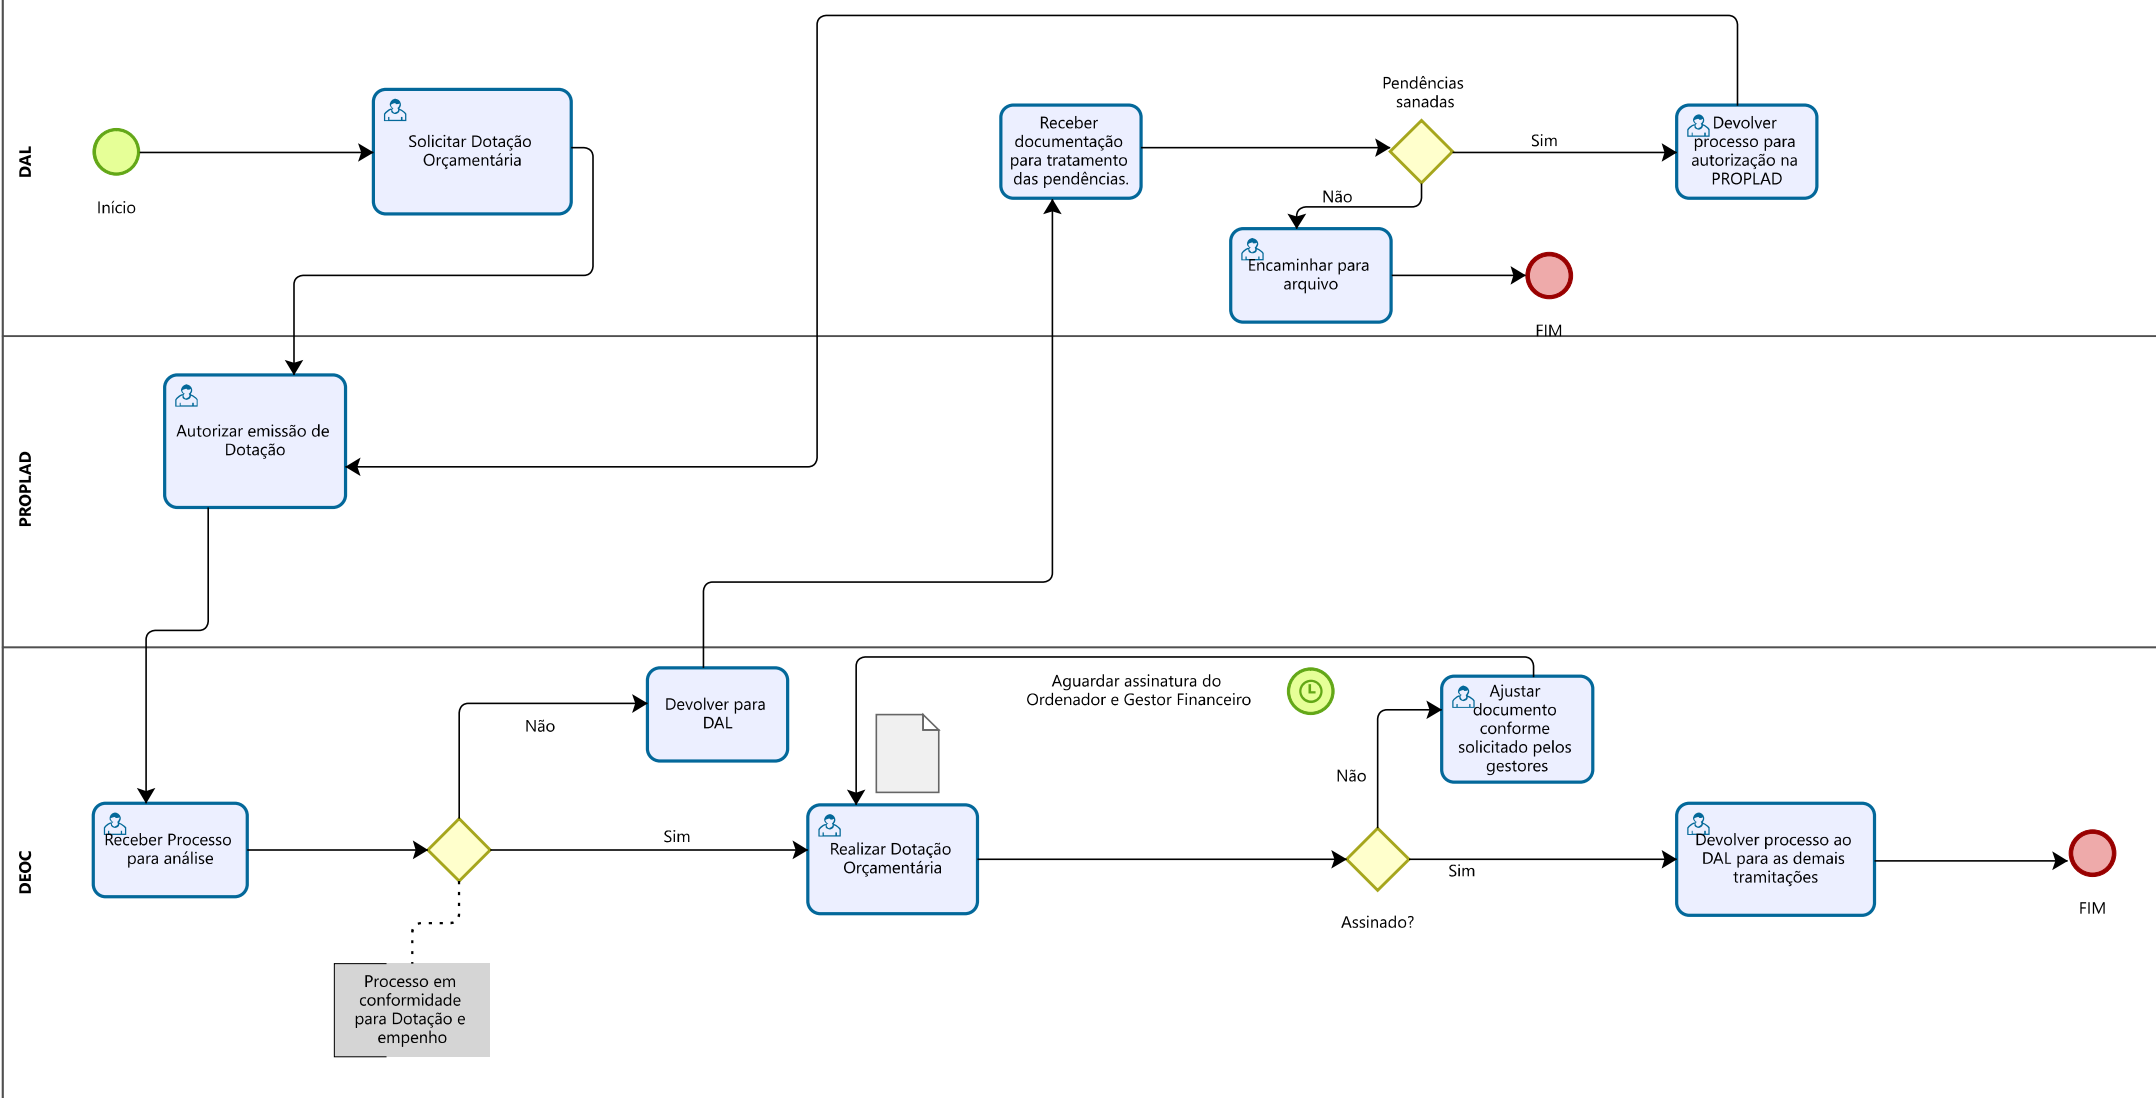 DAL
Início
Solicitar Dotação
Orçamentária
Receber
documentação
para tratamento
das pendências.
Pendências
sanadas
Sim
Não
Devolver
processo para
autorização na
PROPLAD
Encaminhar para
arquivo
FIM
PROPLAD
Autorizar emissão de
Dotação
DEOC
Receber Processo
para análise
Não
Devolver para
DAL
Sim
Processo em
conformidade
para Dotação e
empenho
Realizar Dotação
Orçamentária
Aguardar assinatura do
Ordenador e Gestor Financeiro
Assinado?
Não
Ajustar
documento
conforme
solicitado pelos
gestores
Sim
Devolver processo ao
DAL para as demais
tramitações
FIM